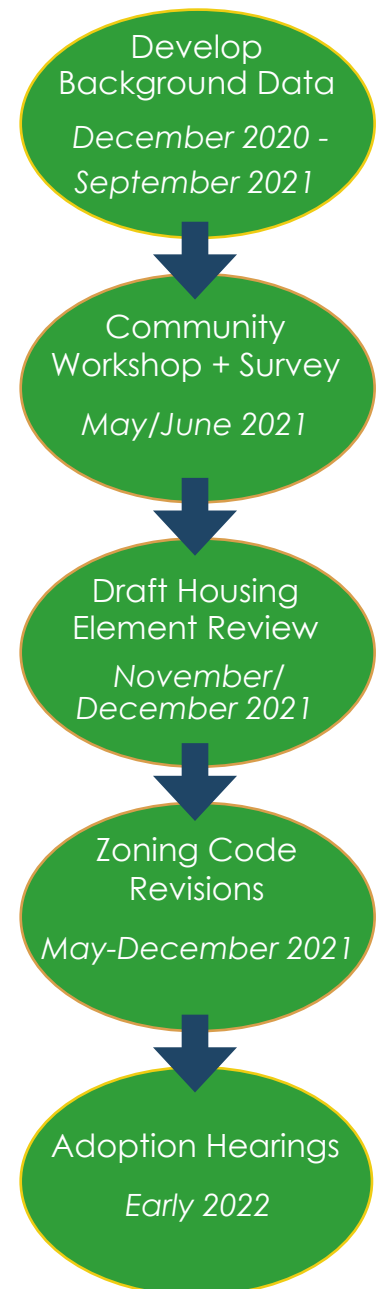 Develop
Background Data
December 2020 -
September 2021
Community
Workshop + Survey
May/June 2021
Draft Housing
Element Review
November/
December 2021
Zoning Code
Revisions
May-December 2021
Adoption Hearings
Early 2022